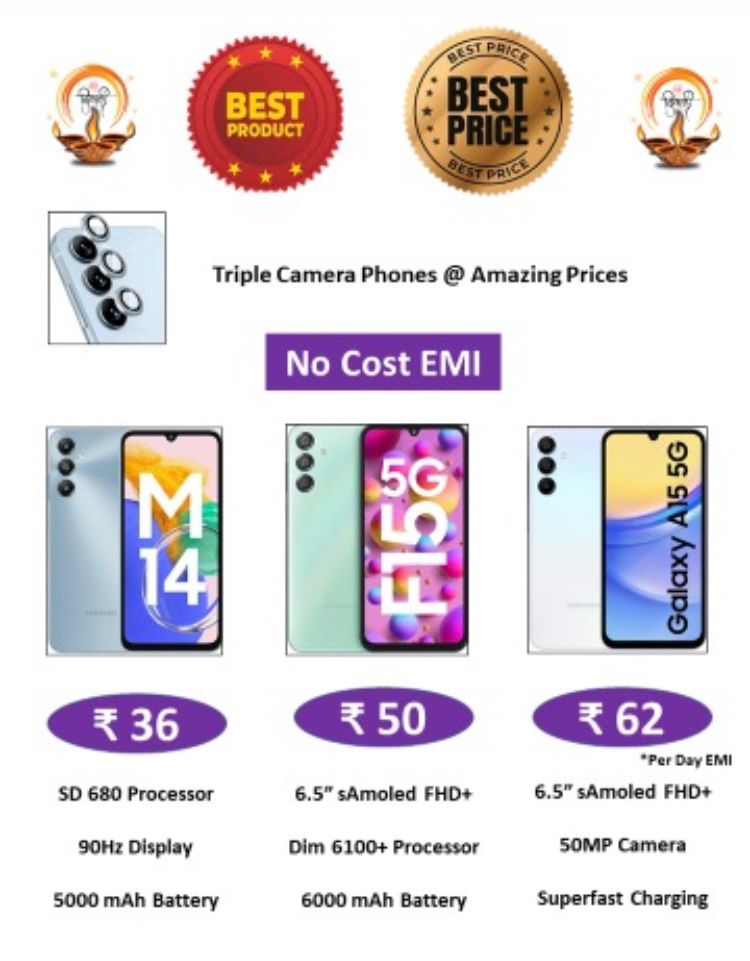 BEST
PRODUCT
BEST PRICE
BEST
PRICE
BEST PRICE
Triple Camera Phones @ Amazing Prices
No Cost EMI
M
14
5G
F15
Galaxy A15 5G
₹ 36
₹ 50
₹ 62
*Per Day EMI
SD 680 Processor
6.5” sAmoled FHD+
6.5” sAmoled FHD+
90Hz Display
Dim 6100+ Processor
50MP Camera
5000 mAh Battery
6000 mAh Battery
Superfast Charging